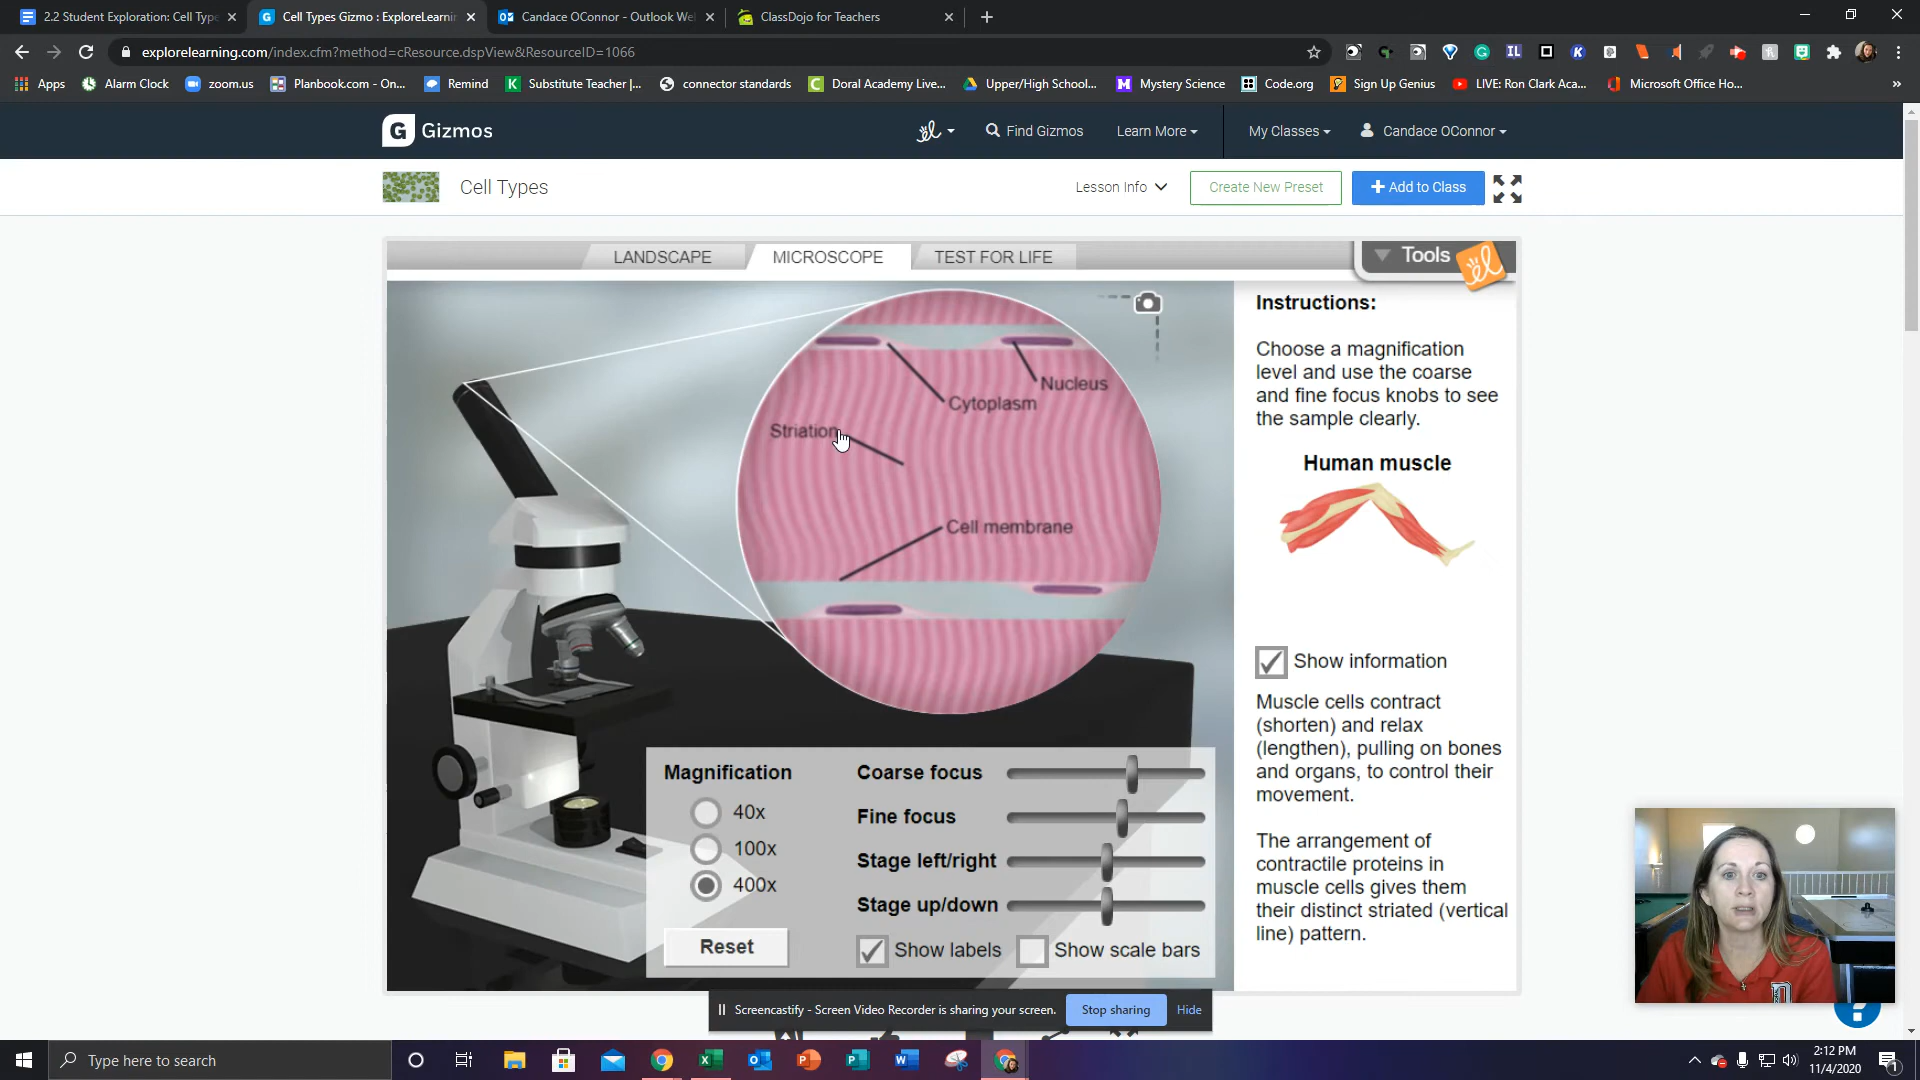 2.2 Student Exploration: Cell Type
Cell Types Gizmo : ExploreLearnin
Candace OConnor - Outlook We
ClassDojo for Teachers
explorelearning.com/index.cfm?method=cResource.dspView&ResourceID=1066
Apps
Alarm Clock
zoom.us
Planbook.com - On...
Remind
Substitute Teacher |...
connector standards
Doral Academy Live...
Upper/High School...
Mystery Science
Code.org
Sign Up Genius
LIVE: Ron Clark Aca...
Microsoft Office Ho...
G Gizmos
Find Gizmos
Learn More
My Classes
Candace OConnor
Cell Types
Lesson Info
Create New Preset
+ Add to Class
LANDSCAPE
MICROSCOPE
TEST FOR LIFE
Tools
Nucleus
Cytoplasm
Striation
Cell membrane
Instructions:
Choose a magnification
level and use the coarse
and fine focus knobs to see
the sample clearly.
Human muscle
Show information
Muscle cells contract
(shorten) and relax
(lengthen), pulling on bones
and organs, to control their
movement.
The arrangement of
contractile proteins in
muscle cells gives them
their distinct striated (vertical
line) pattern.
Magnification
40x
100x
400x
Reset
Coarse focus
Fine focus
Stage left/right
Stage up/down
Show labels
Show scale bars
Screencastify - Screen Video Recorder is sharing your screen.
Stop sharing
Hide
Type here to search
2:12 PM
11/4/2020